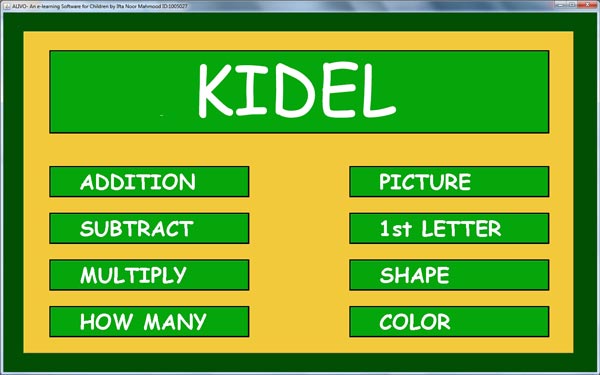 ALIVO- An e-learning Software for Children by Ifta Noor Mahmood ID:1005027
KIDEL
ADDITION
SUBTRACT
MULTIPLY
HOW MANY
PICTURE
1st LETTER
SHAPE
COLOR